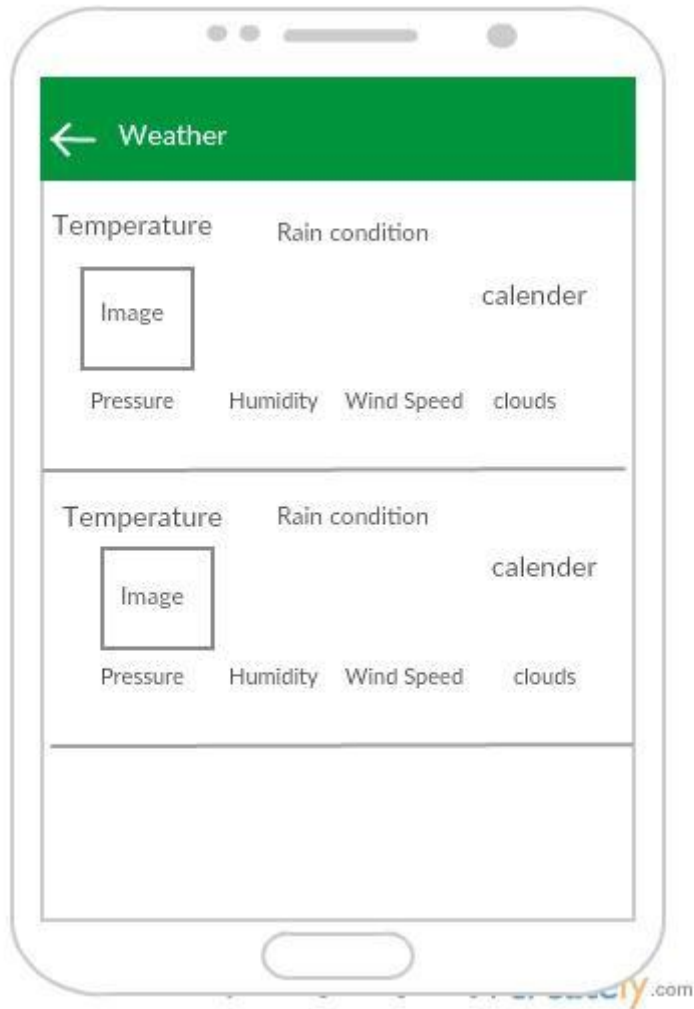 Weather
Temperature Rain condition
Image
calender
Pressure Humidity Wind Speed clouds
Temperature Rain condition
Image
calender
Pressure Humidity Wind Speed clouds